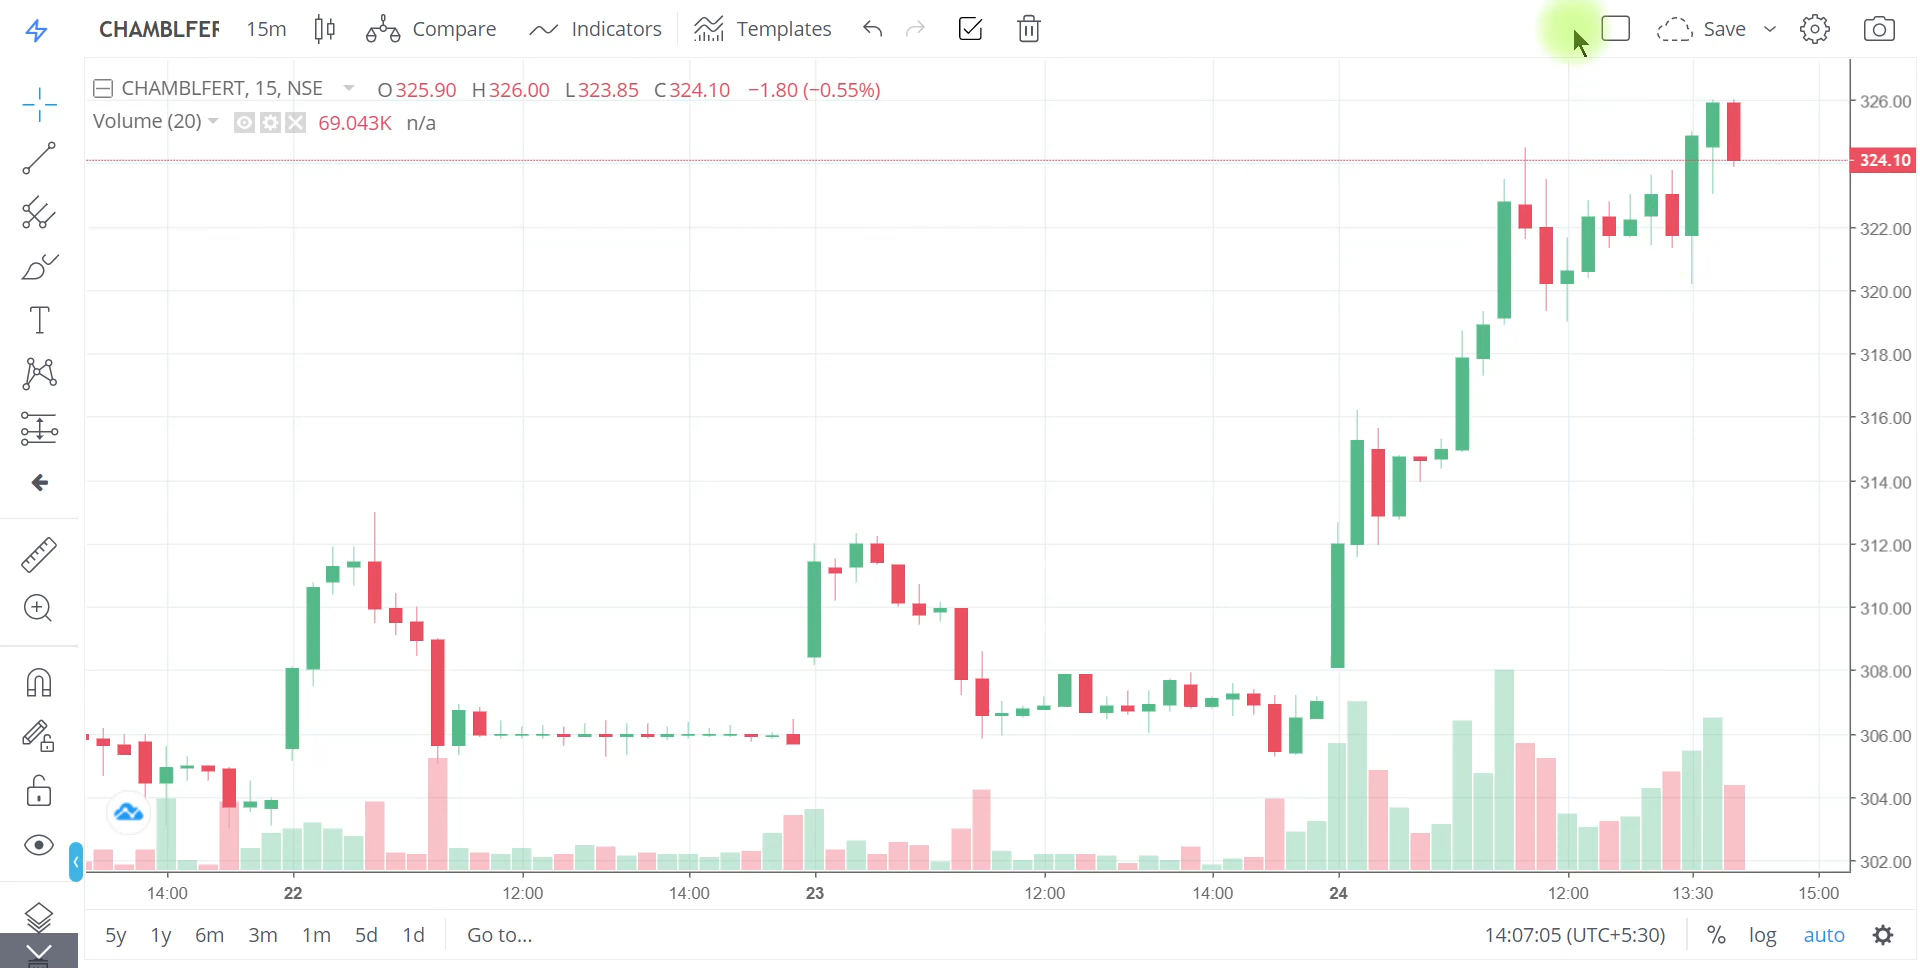 CHAMBLFER 15m Compare Indicators Templates Save
CHAMBLFERT, 15, NSE O325.90 H326.00 L323.85 C324.10 −1.80 (−0.55%)
Volume (20) 69.043K n/a
326.00
324.10
322.00
320.00
318.00
316.00
314.00
312.00
310.00
308.00
306.00
304.00
302.00
14:00 22 12:00 14:00 23 12:00 14:00 24 12:00 13:30 15:00
5y 1y 6m 3m 1m 5d 1d Go to... 14:07:05 (UTC+5:30) % log auto